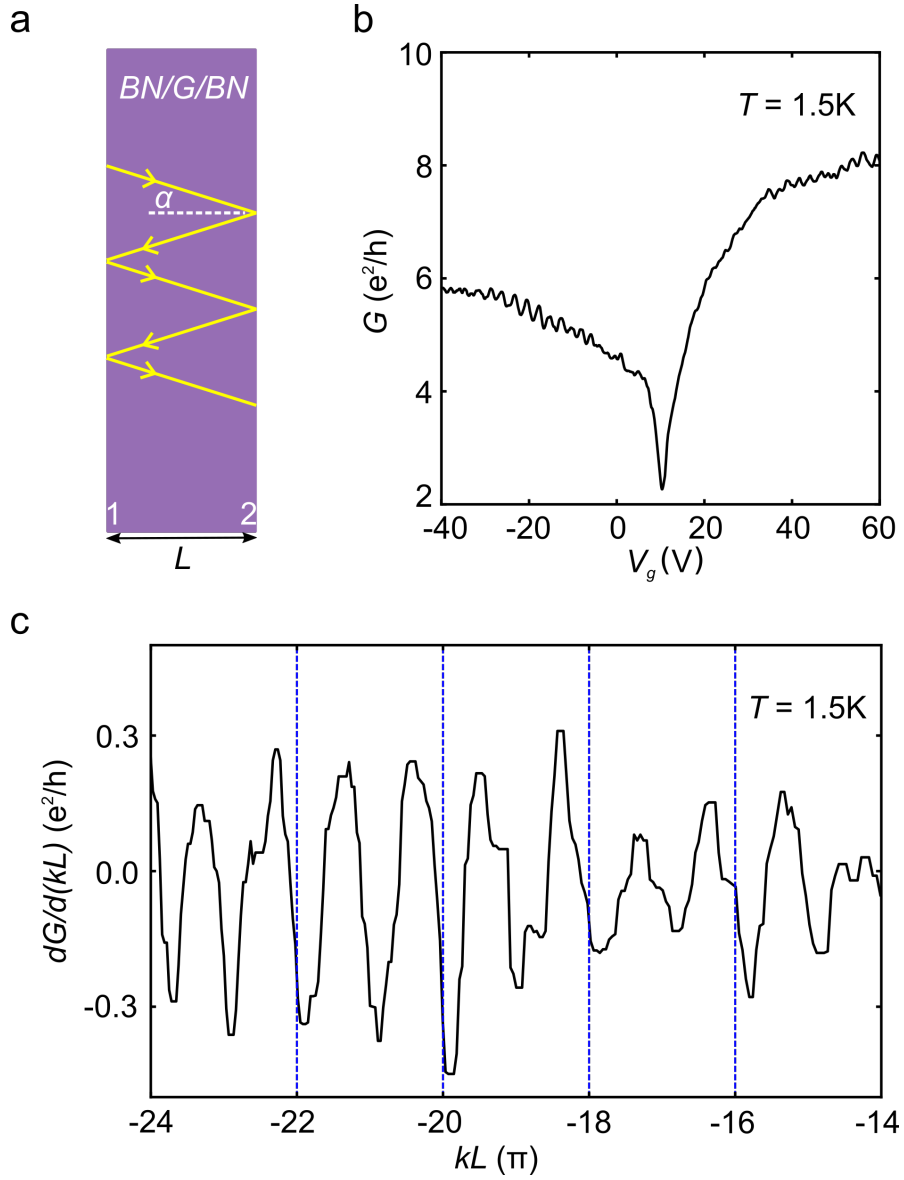 a
BN/G/BN
α
1 2
L
b
10
8
6
4
2
G (e²/h)
T = 1.5K
-40 -20 0 20 40 60
V_g (V)
c
0.3
0.0
-0.3
dG/d(kL) (e²/h)
T = 1.5K
-24 -22 -20 -18 -16 -14
kL (π)